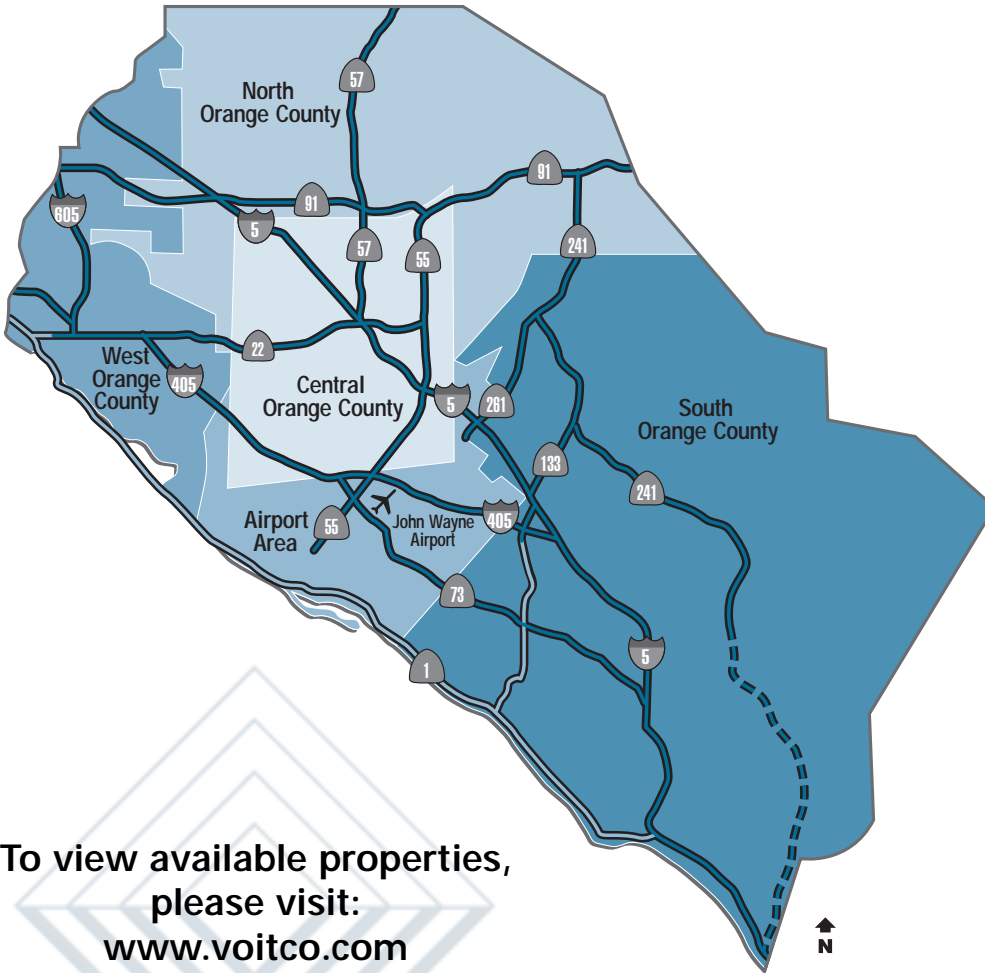 57
North
Orange County
91
91
605
5
57
55
241
22
West
Orange
County
405
Central
Orange County
5
261
South
Orange County
133
241
Airport
Area
55
John Wayne
Airport
405
73
5
1
To view available properties,
please visit:
www.voitco.com
N